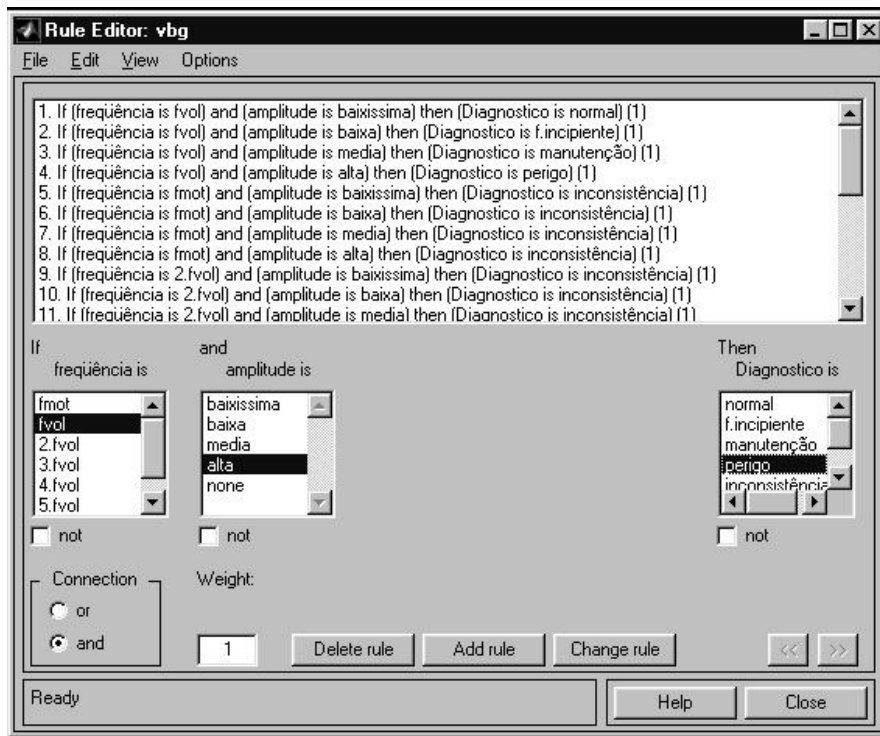 Rule Editor: vbg
File Edit View Options
1. If (freqüência is fvol) and (amplitude is baixissima) then (Diagnostico is normal) (1)
2. If (freqüência is fvol) and (amplitude is baixa) then (Diagnostico is f.incipiente) (1)
3. If (freqüência is fvol) and (amplitude is media) then (Diagnostico is manutenção) (1)
4. If (freqüência is fvol) and (amplitude is alta) then (Diagnostico is perigo) (1)
5. If (freqüência is fmot) and (amplitude is baixissima) then (Diagnostico is inconsistência) (1)
6. If (freqüência is fmot) and (amplitude is baixa) then (Diagnostico is inconsistência) (1)
7. If (freqüência is fmot) and (amplitude is media) then (Diagnostico is inconsistência) (1)
8. If (freqüência is fmot) and (amplitude is alta) then (Diagnostico is inconsistência) (1)
9. If (freqüência is 2.fvol) and (amplitude is baixissima) then (Diagnostico is inconsistência) (1)
10. If (freqüência is 2.fvol) and (amplitude is baixa) then (Diagnostico is inconsistência) (1)
11. If (freqüência is 2.fvol) and (amplitude is media) then (Diagnostico is inconsistência) (1)
If
freqüência is
fmot
fvol
2.fvol
3.fvol
4.fvol
5.fvol
not
and
amplitude is
baixissima
baixa
media
alta
none
not
Then
Diagnostico is
normal
f.incipiente
manutenção
perigo
inconsistência
not
Connection
or
and
Weight:
1
Delete rule
Add rule
Change rule
<<
>>
Ready
Help
Close